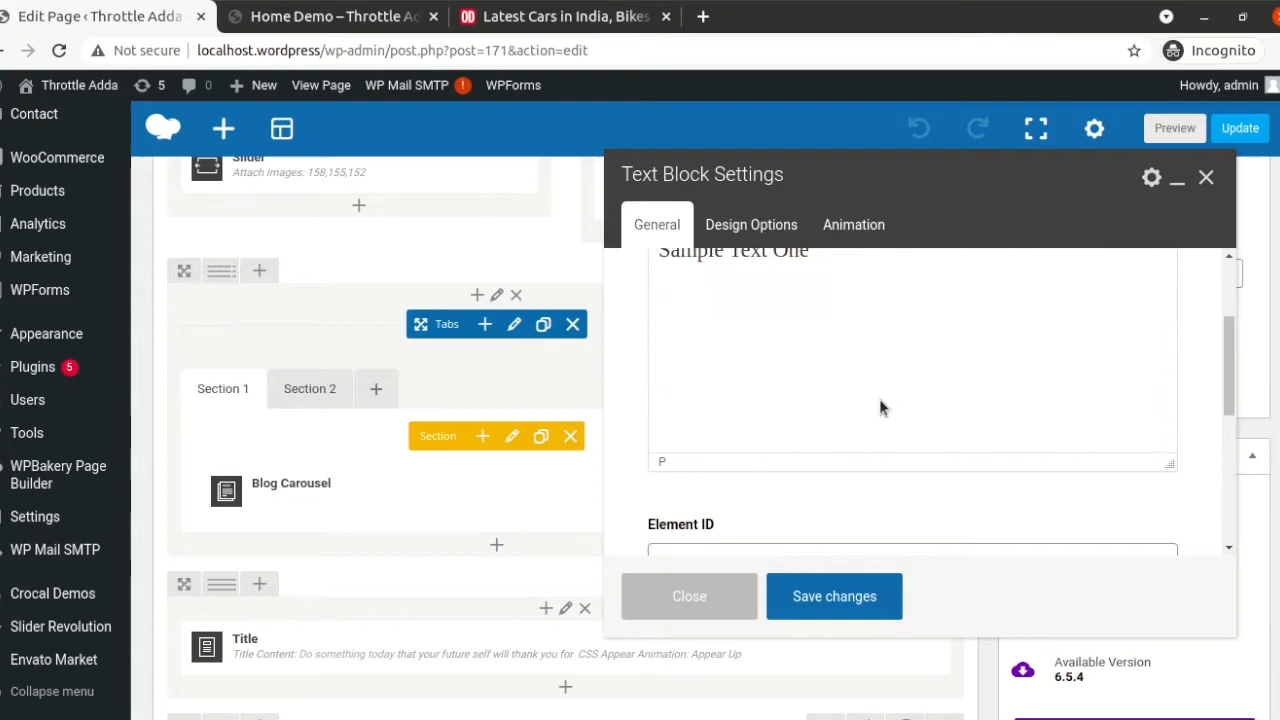 Edit Page ‹ Throttle Adda
Home Demo – Throttle Ad
Latest Cars in India, Bikes
Not secure
localhost.wordpress/wp-admin/post.php?post=171&action=edit
Incognito
Throttle Adda
5
0
New
View Page
WP Mail SMTP !
WPForms
Howdy, admin
Contact
WooCommerce
Products
Analytics
Marketing
WPForms
Appearance
Plugins 5
Users
Tools
WPBakery Page
Builder
Settings
WP Mail SMTP
Crocal Demos
Slider Revolution
Envato Market
Collapse menu
Preview
Update
Slider
Attach Images: 158,155,152
Tabs
Section 1
Section 2
Section
Blog Carousel
Title
Title Content: Do something today that your future self will thank you for CSS Appear Animation: Appear Up
Text Block Settings
General
Design Options
Animation
Sample Text One
P
Element ID
Close
Save changes
Available Version
6.5.4